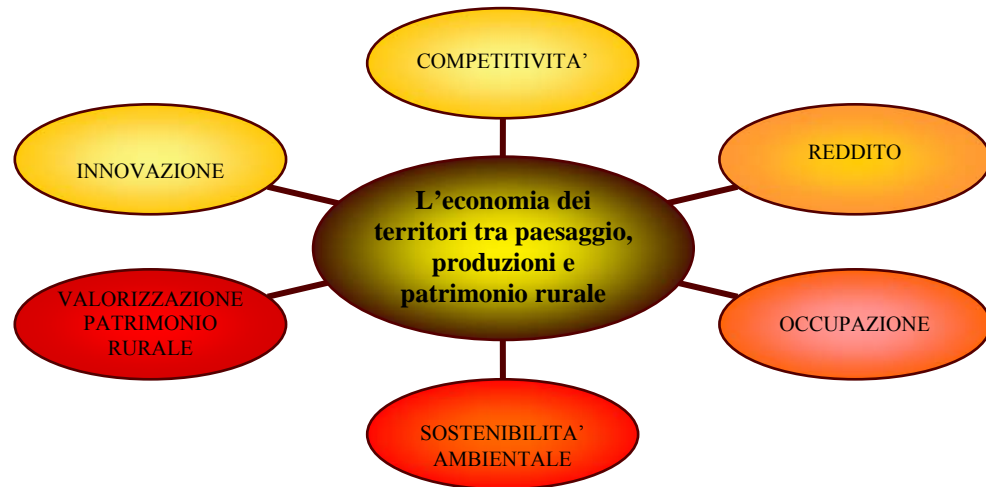 COMPETITIVITA’
INNOVAZIONE
REDDITO
L’economia dei
territori tra paesaggio,
produzioni e
patrimonio rurale
VALORIZZAZIONE
PATRIMONIO
RURALE
OCCUPAZIONE
SOSTENIBILITA’
AMBIENTALE